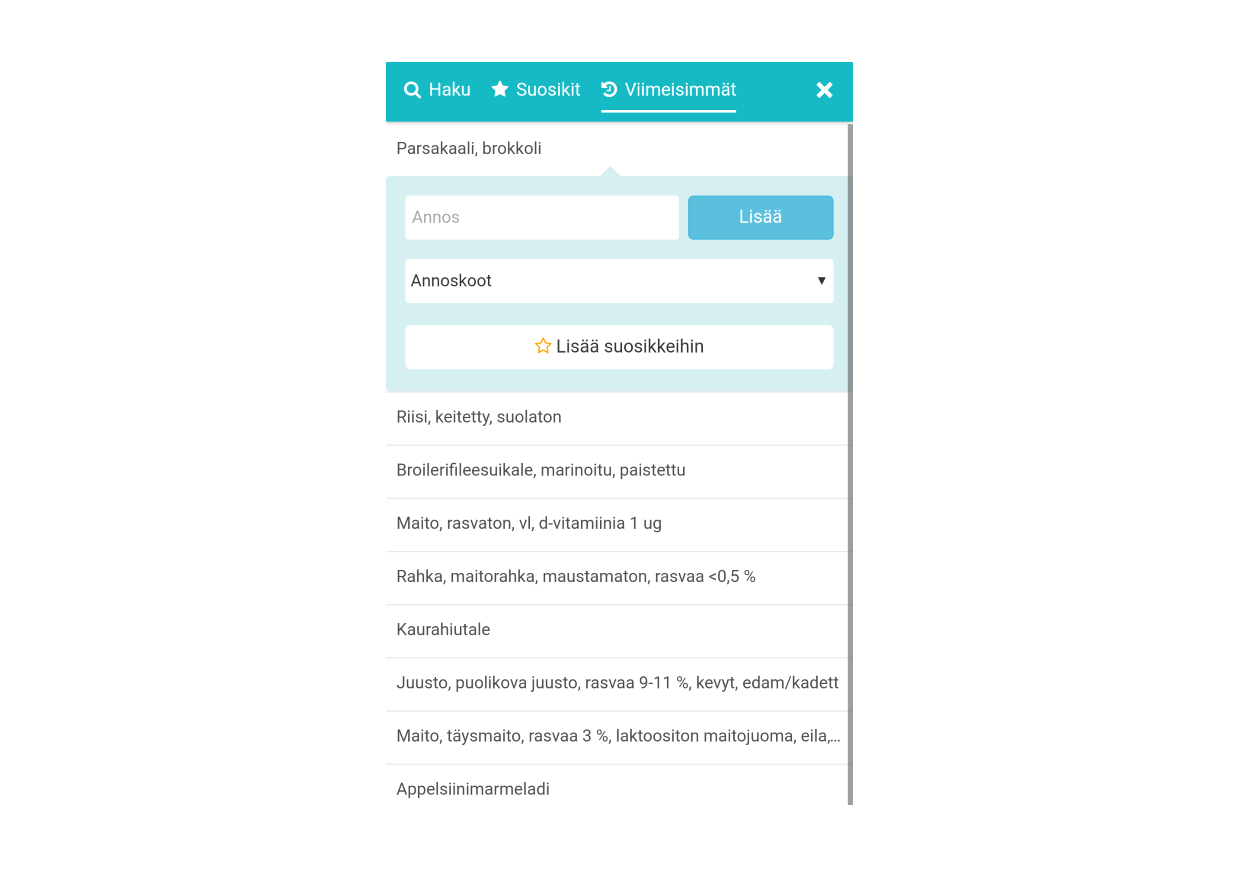 Haku Suosikit Viimeisimmät
Parsakaali, brokkoli
Annos Lisää
Annoskoot
Lisää suosikkeihin
Riisi, keitetty, suolaton
Broilerifileesuikale, marinoitu, paistettu
Maito, rasvaton, vl, d-vitamiinia 1 ug
Rahka, maitorahka, maustamaton, rasvaa <0,5 %
Kaurahiutale
Juusto, puolikova juusto, rasvaa 9-11 %, kevyt, edam/kadett
Maito, täysmaito, rasvaa 3 %, laktoositon maitojuoma, eila,...
Appelsiinimarmeladi